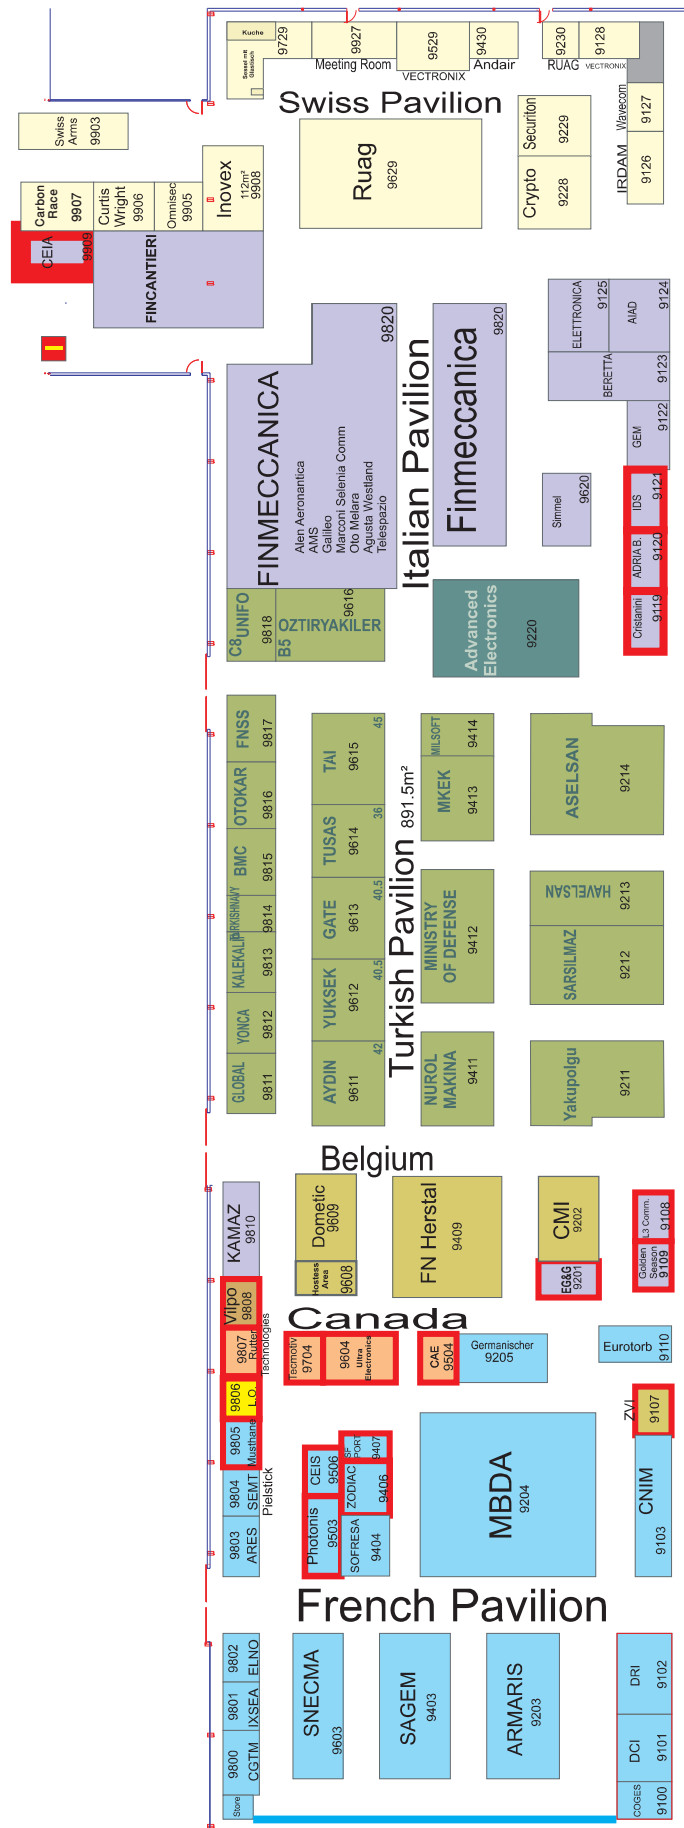 Kuche
Sessel mit
Glastisch
9729
9927
Meeting Room
9529
VECTRONIX
9430
Andair
9230
RUAG
9128
VECTRONIX
Swiss Pavilion
Swiss
Arms
9903
Carbon
Race
9907
Curtis
Wright
9906
Omnisec
9905
Inovex
112m²
9908
Ruag
9629
Securiton
9229
Crypto
9228
Wavecom
9127
IRDAM
9126
CEIA
9909
FINCANTIERI
FINMECCANICA
9820
Alen Aeronantica
AMS
Galileo
Marconi Selenia Comm
Oto Melara
Agusta Westland
Telespazio
Italian Pavilion
Finmeccanica
9820
ELETTRONICA
9125
AIAD
9124
BERETTA
9123
GEM
9122
Simmel
9620
IDS
9121
ADRIA B.
9120
Cristanini
9119
C8 UNIFO
9818
B5
OZTIRYAKILER
9616
Advanced
Electronics
9220
FNSS
9817
OTOKAR
9816
BMC
9815
9814
KALEKALIP
9813
YONCA
9812
GLOBAL
9811
TAI
9615
45
TUSAS
9614
36
GATE
9613
40.5
YUKSEK
9612
40.5
AYDIN
9611
42
Turkish Pavilion 891.5m²
MILSOFT
9414
MKEK
9413
MINISTRY
OF DEFENSE
9412
NUROL
MAKINA
9411
ASELSAN
9214
HAVELSAN
9213
SARSILMAZ
9212
Yakupolgu
9211
Belgium
KAMAZ
9810
Dometic
9609
Hostess
Area
9608
FN Herstal
9409
CMI
9202
EG&G
9201
L3 Comm.
9108
Golden
Season
9109
Vilpo
9808
9807
Rutter
Tachnologies
Canada
Tecmotiv
9704
9604
Ultra
Electronics
CAE
9504
Germanischer
9205
Eurotorb
9110
9806
L.O.
9805
Musthane
9804
SEMT
Pielstick
9803
ARES
CEIS
9506
Photonis
9503
SF
PORT
9407
ZODIAC
9406
SOFRESA
9404
MBDA
9204
ZVI
9107
CNIM
9103
French Pavilion
9802
ELNO
9801
IXSEA
9800
CGTM
Store
SNECMA
9603
SAGEM
9403
ARMARIS
9203
DRI
9102
DCI
9101
COGES
9100